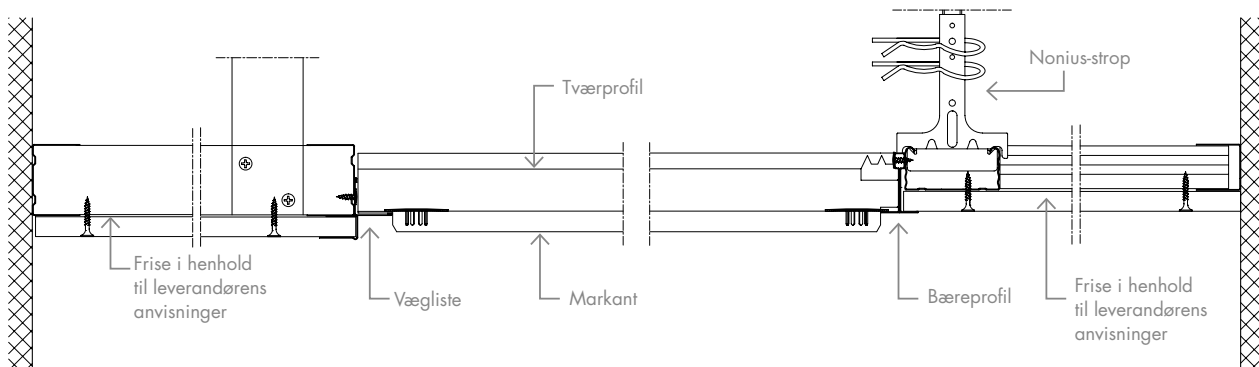 Nonius-strop
Tværprofil
Frise i henhold
til leverandørens
anvisninger
Vægliste
Markant
Bæreprofil
Frise i henhold
til leverandørens
anvisninger